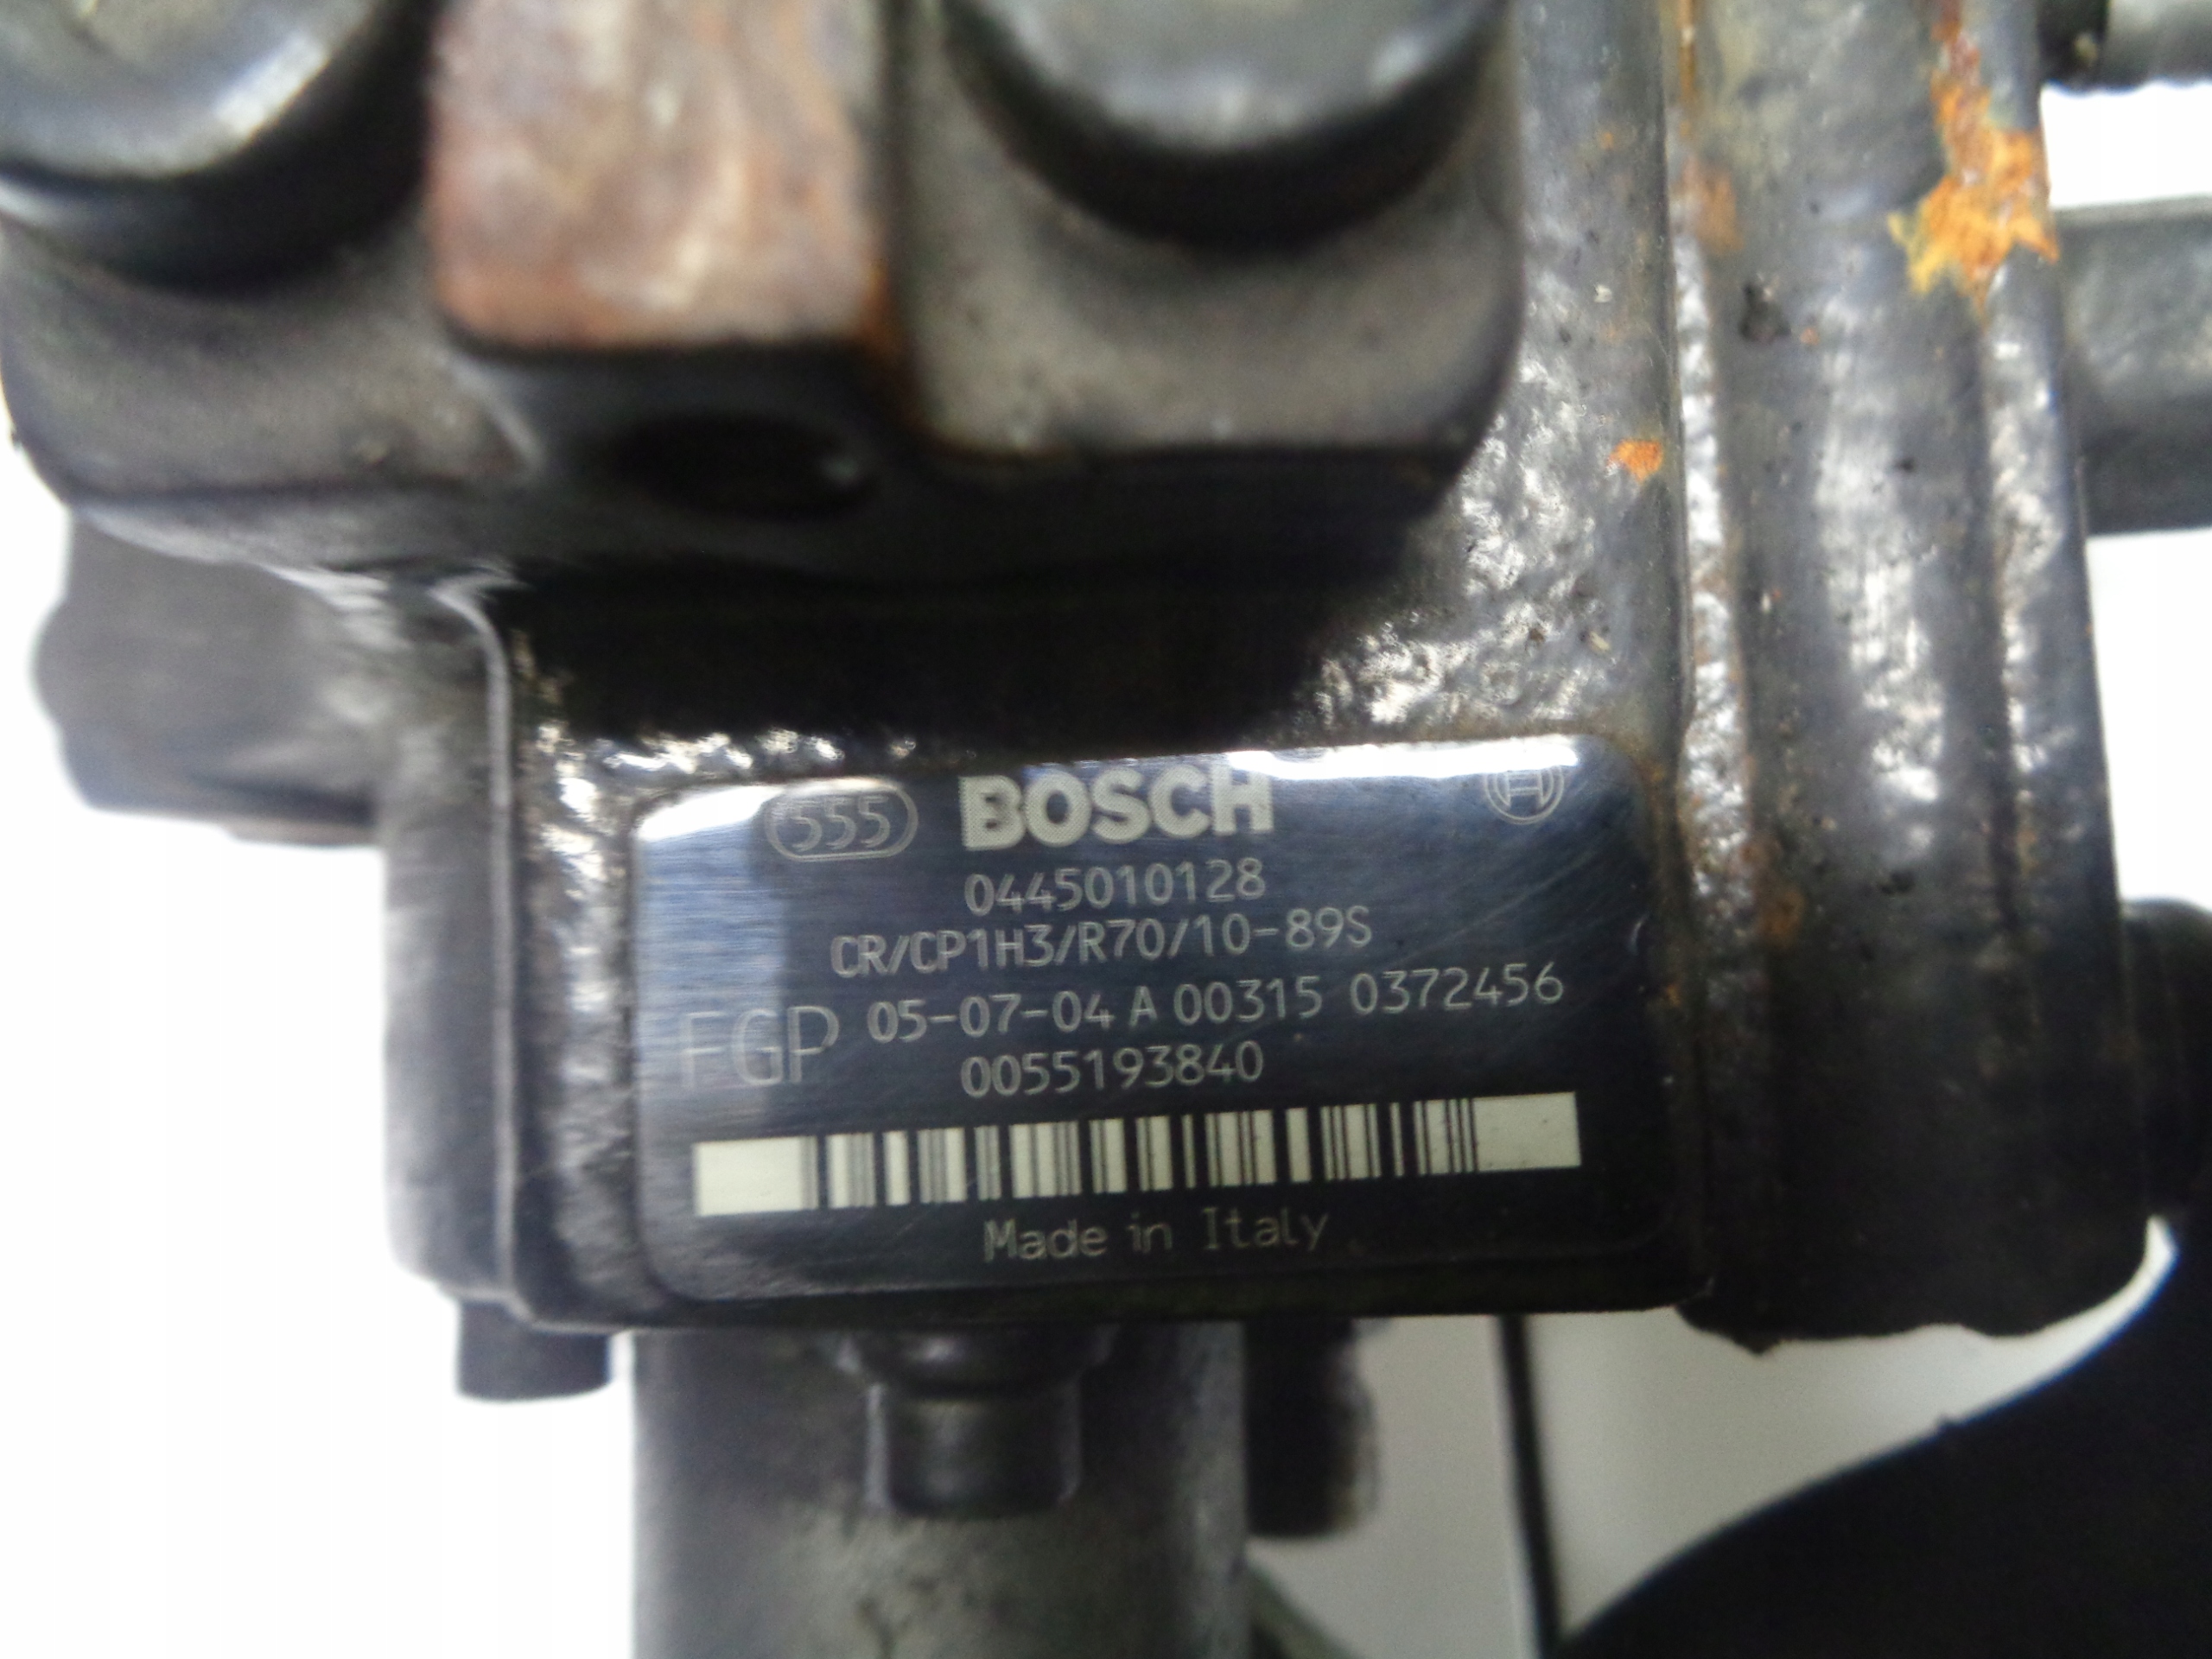 555 BOSCH
0445010128
CR/CP1H3/R70/10-89S
FGP 05-07-04 A 00315 0372456
0055193840
Made in Italy